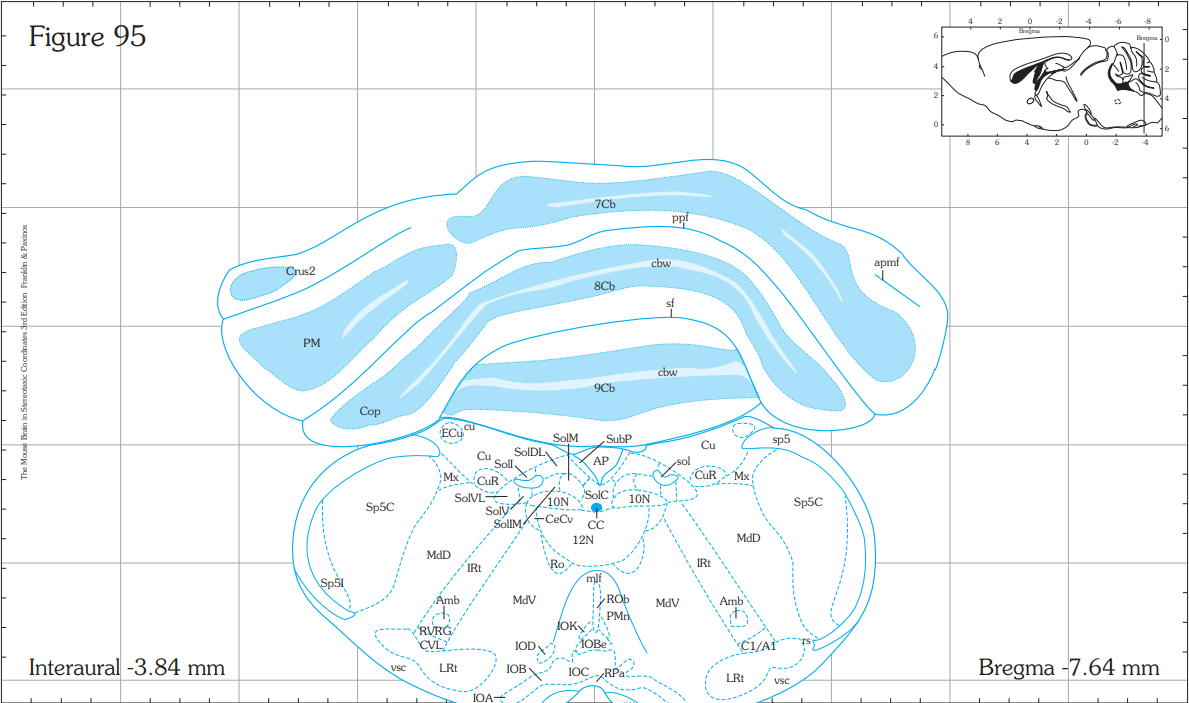 Figure 95
4 2 0 -2 -4 -6 -8
Bregma
Bregma
6
4
2
0
0
2
4
6
8 6 4 2 0 -2 -4
The Mouse Brain in Stereotaxic Coordinates 3rd Edition Franklin & Paxinos
7Cb
ppf
Crus2
cbw
apmf
8Cb
sf
PM
cbw
9Cb
Cop
ECu
cu
SolM
SubP
Cu
sp5
SolDL
Cu
SolI
AP
sol
Mx
CuR
CuR
Mx
SolVL
10N
SolC
10N
Sp5C
Sp5C
SolV
SolIM
CeCv
CC
12N
MdD
MdD
IRt
Ro
IRt
mlf
Sp5I
Amb
MdV
ROb
MdV
Amb
PMn
RVRG
IOK
CVL
IOD
IOBe
C1/A1
rs
Interaural -3.84 mm
vsc
LRt
IOB
IOC
RPa
LRt
vsc
Bregma -7.64 mm
IOA